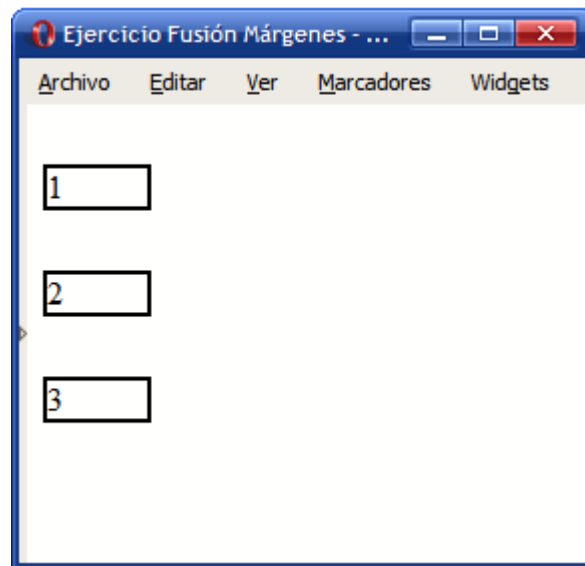 Ejercicio Fusión Márgenes - ...
Archivo Editar Ver Marcadores Widgets
1
2
3